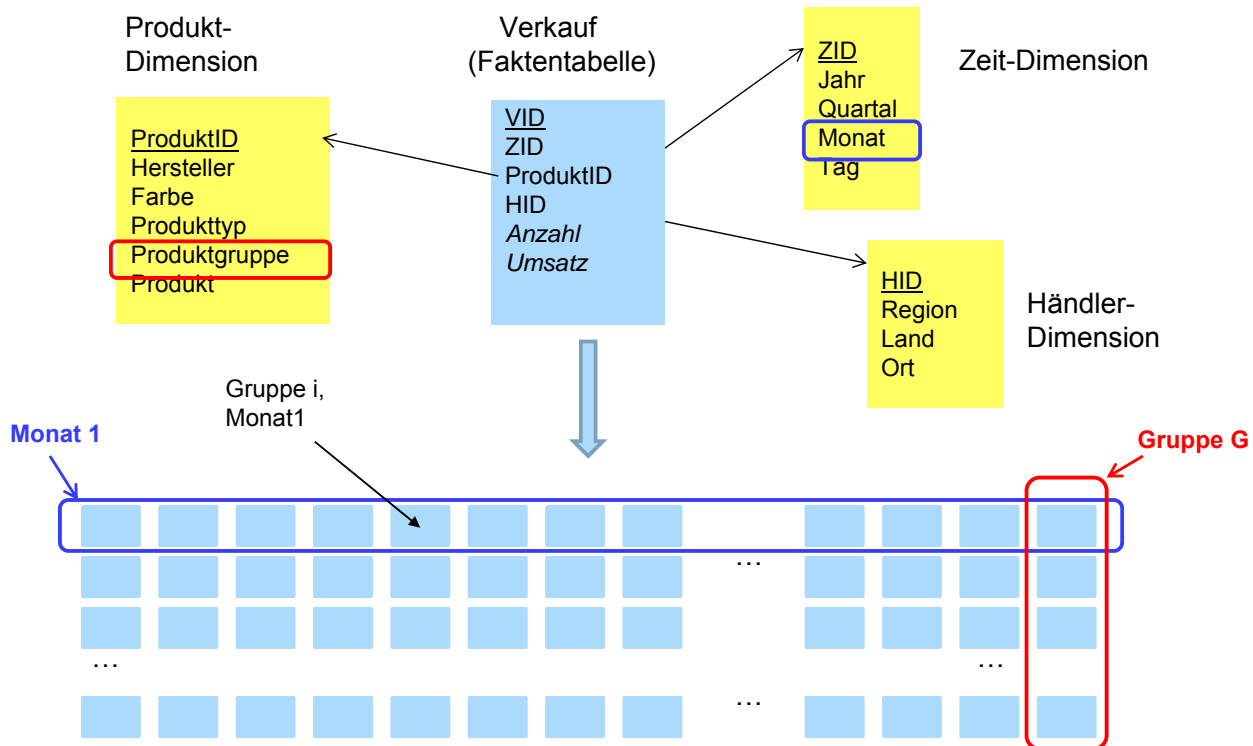 Produkt-
Dimension
ProduktID
Hersteller
Farbe
Produkttyp
Produktgruppe
Produkt
Verkauf
(Faktentabelle)
VID
ZID
ProduktID
HID
Anzahl
Umsatz
ZID
Jahr
Quartal
Monat
Tag
Zeit-Dimension
HID
Region
Land
Ort
Händler-
Dimension
Gruppe i,
Monat1
Monat 1
Gruppe G
...
...
...
...